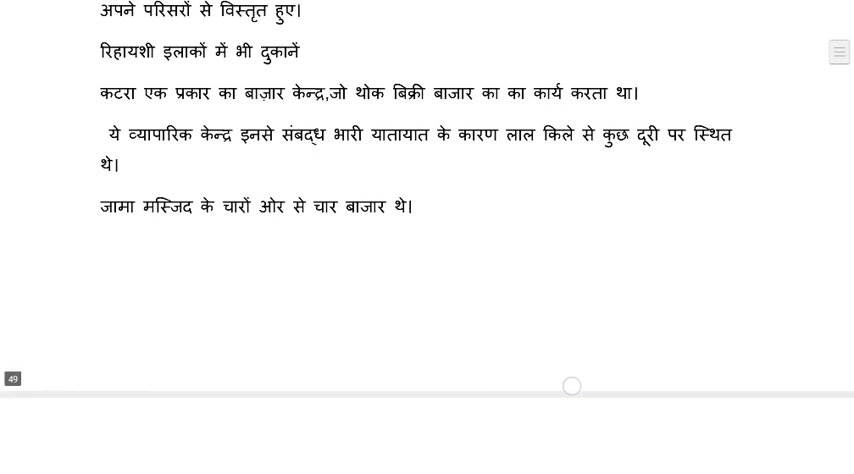 अपने परिसरों से विस्तृत हुए।
रिहायशी इलाकों में भी दुकानें
कटरा एक प्रकार का बाज़ार केन्द्र,जो थोक बिक्री बाजार का का कार्य करता था।
ये व्यापारिक केन्द्र इनसे संबद्ध भारी यातायात के कारण लाल किले से कुछ दूरी पर स्थित
थे।
जामा मस्जिद के चारों ओर से चार बाजार थे।
49